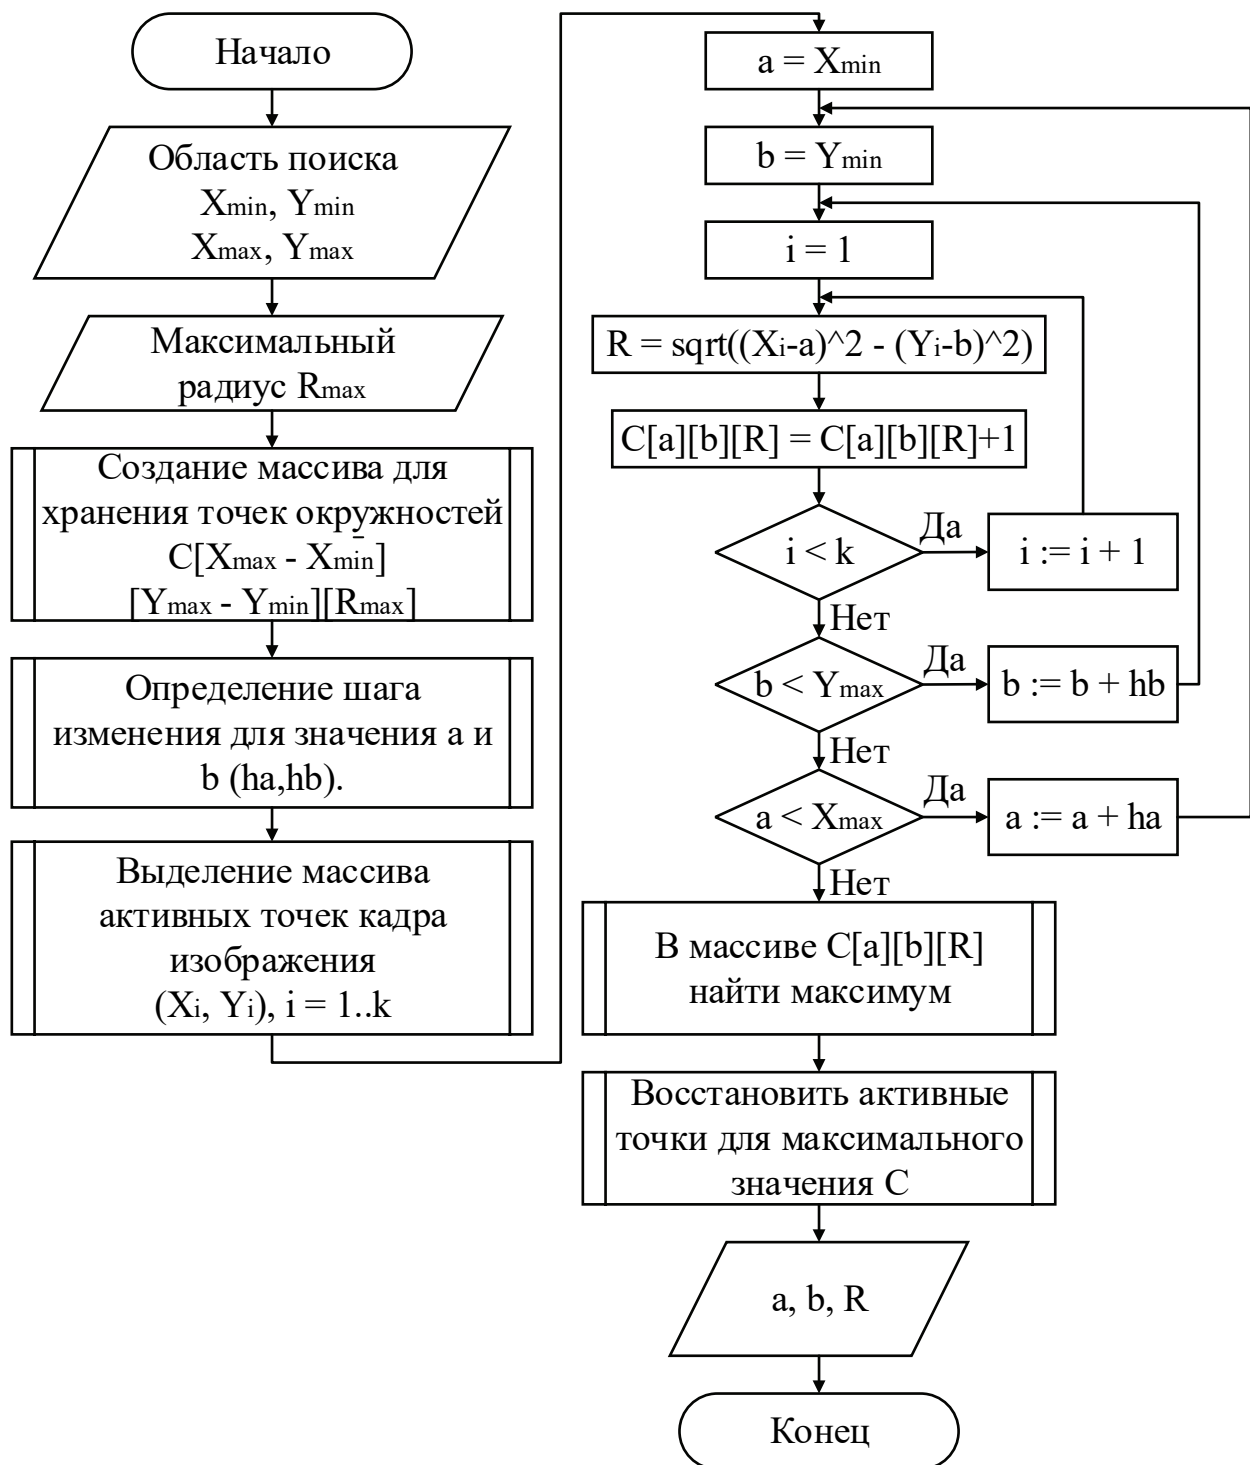 Начало
Область поиска
Xmin, Ymin
Xmax, Ymax
Максимальный
радиус Rmax
Создание массива для
хранения точек окружностей
C[Xmax - Xmin]
[Ymax - Ymin][Rmax]
Определение шага
изменения для значения a и
b (ha,hb).
Выделение массива
активных точек кадра
изображения
(Xi, Yi), i = 1..k
a = Xmin
b = Ymin
i = 1
R = sqrt((Xi-a)^2 - (Yi-b)^2)
C[a][b][R] = C[a][b][R]+1
i < k
Да
i := i + 1
Нет
b < Ymax
Да
b := b + hb
Нет
a < Xmax
Да
a := a + ha
Нет
В массиве C[a][b][R]
найти максимум
Восстановить активные
точки для максимального
значения C
a, b, R
Конец